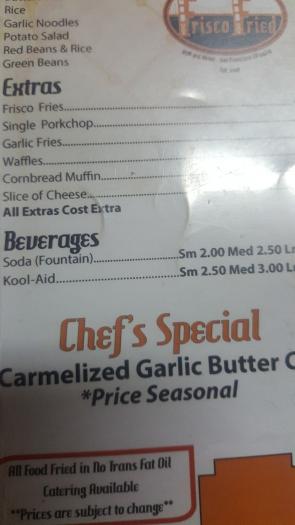 Rice
Garlic Noodles
Potato Salad
Red Beans & Rice
Green Beans
Frisco Fried
Extras
Frisco Fries
Single Porkchop
Garlic Fries
Waffles
Cornbread Muffin
Slice of Cheese
All Extras Cost Extra
Beverages
Soda (Fountain) Sm 2.00 Med 2.50
Kool-Aid Sm 2.50 Med 3.00
Chef's Special
Carmelized Garlic Butter
*Price Seasonal
All Food Fried in No Trans Fat Oil
Catering Available
**Prices are subject to change**